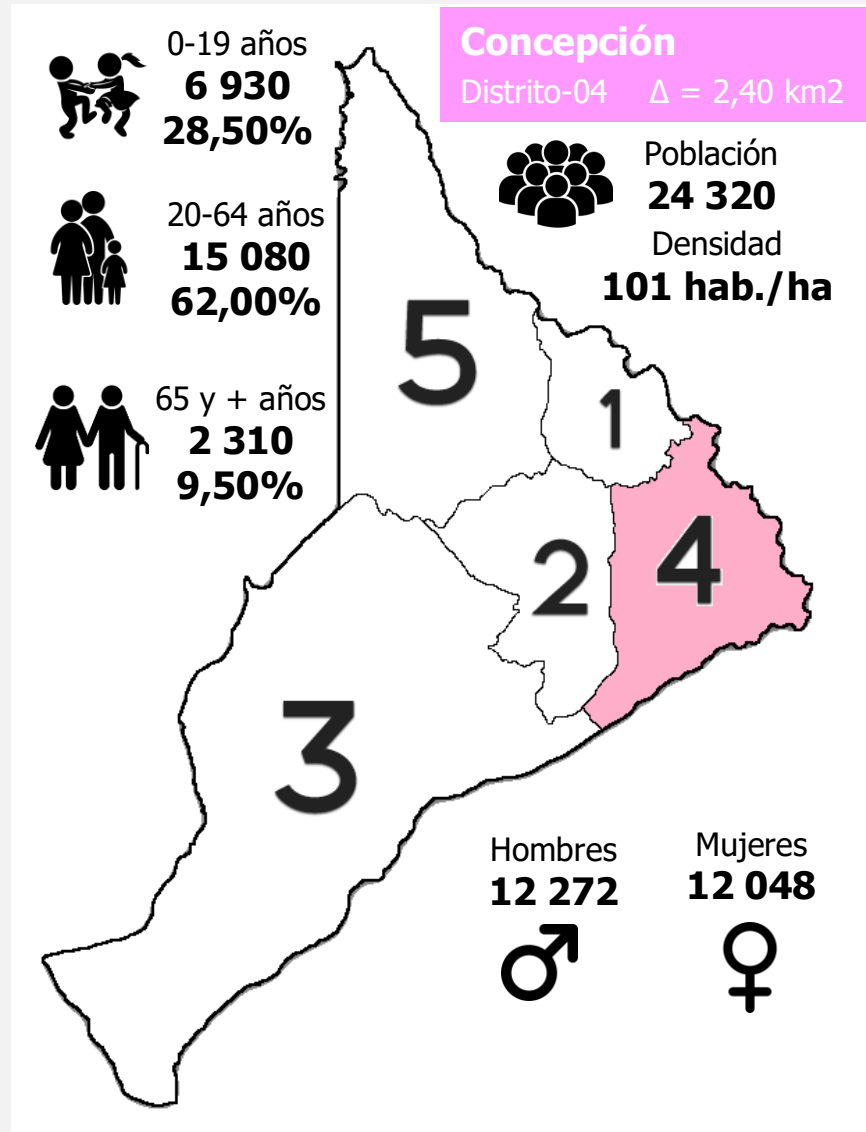 Concepción
Distrito-04 Δ = 2,40 km2
0-19 años
6 930
28,50%
Población
24 320
Densidad
101 hab./ha
20-64 años
15 080
62,00%
65 y + años
2 310
9,50%
5
1
4
2
3
Hombres
12 272
Mujeres
12 048